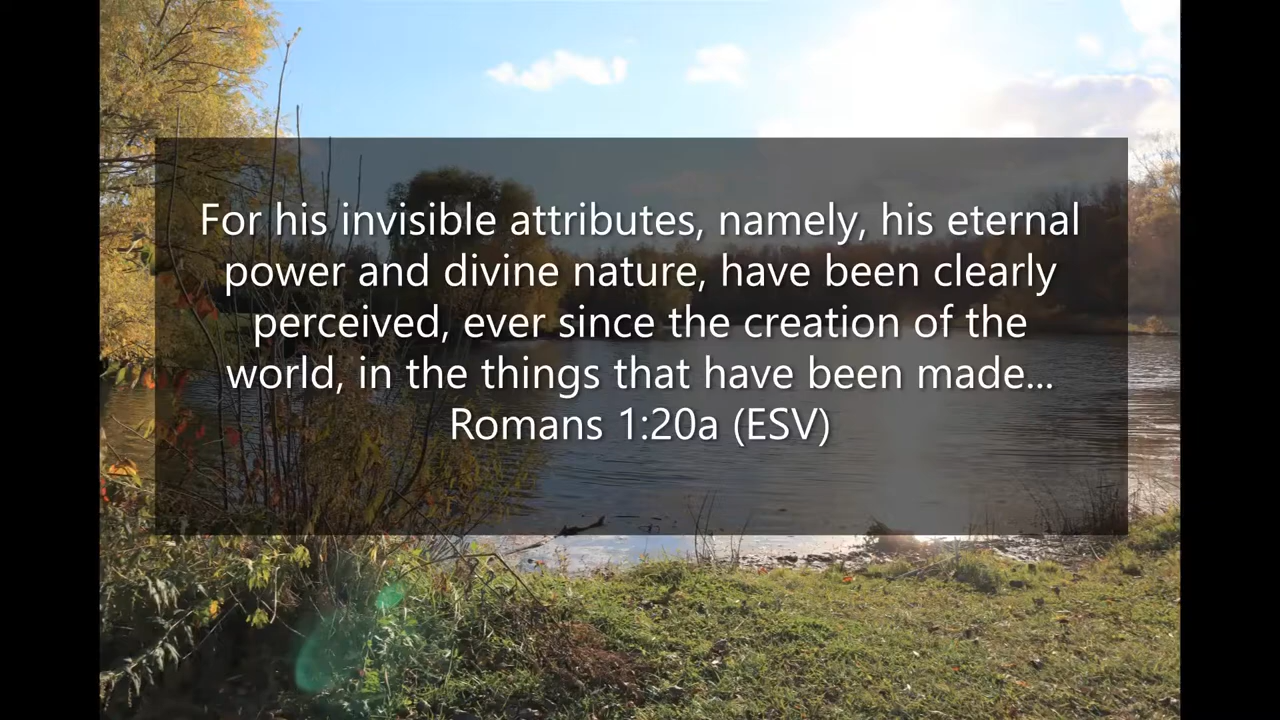 For his invisible attributes, namely, his eternal
power and divine nature, have been clearly
perceived, ever since the creation of the
world, in the things that have been made...
Romans 1:20a (ESV)